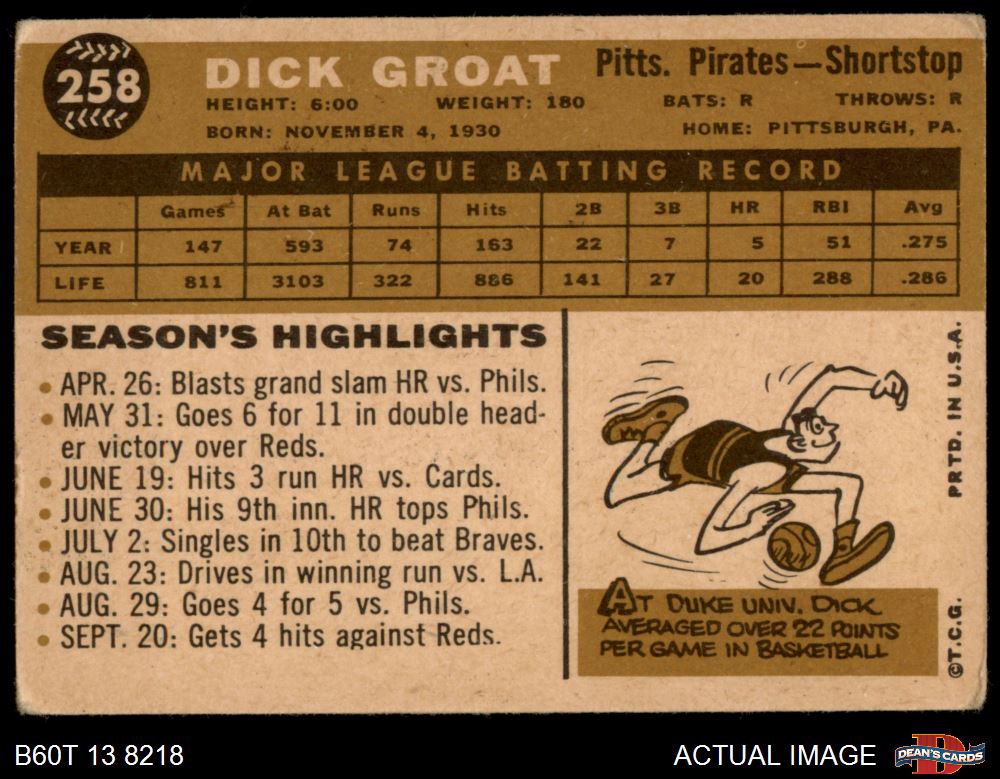 258
DICK GROAT
Pitts. Pirates—Shortstop
HEIGHT: 6:00 WEIGHT: 180 BATS: R THROWS: R
BORN: NOVEMBER 4, 1930 HOME: PITTSBURGH, PA.
MAJOR LEAGUE BATTING RECORD
Games At Bat Runs Hits 2B 3B HR RBI Avg
YEAR 147 593 74 163 22 7 5 51 .275
LIFE 811 3103 322 886 141 27 20 288 .286
SEASON'S HIGHLIGHTS
• APR. 26: Blasts grand slam HR vs. Phils.
• MAY 31: Goes 6 for 11 in double head-
er victory over Reds.
• JUNE 19: Hits 3 run HR vs. Cards.
• JUNE 30: His 9th inn. HR tops Phils.
• JULY 2: Singles in 10th to beat Braves.
• AUG. 23: Drives in winning run vs. L.A.
• AUG. 29: Goes 4 for 5 vs. Phils.
• SEPT. 20: Gets 4 hits against Reds.
AT DUKE UNIV. DICK
AVERAGED OVER 22 POINTS
PER GAME IN BASKETBALL
PRTD. IN U.S.A.
©T.C.G.
B60T 13 8218
ACTUAL IMAGE
DEAN'S CARDS